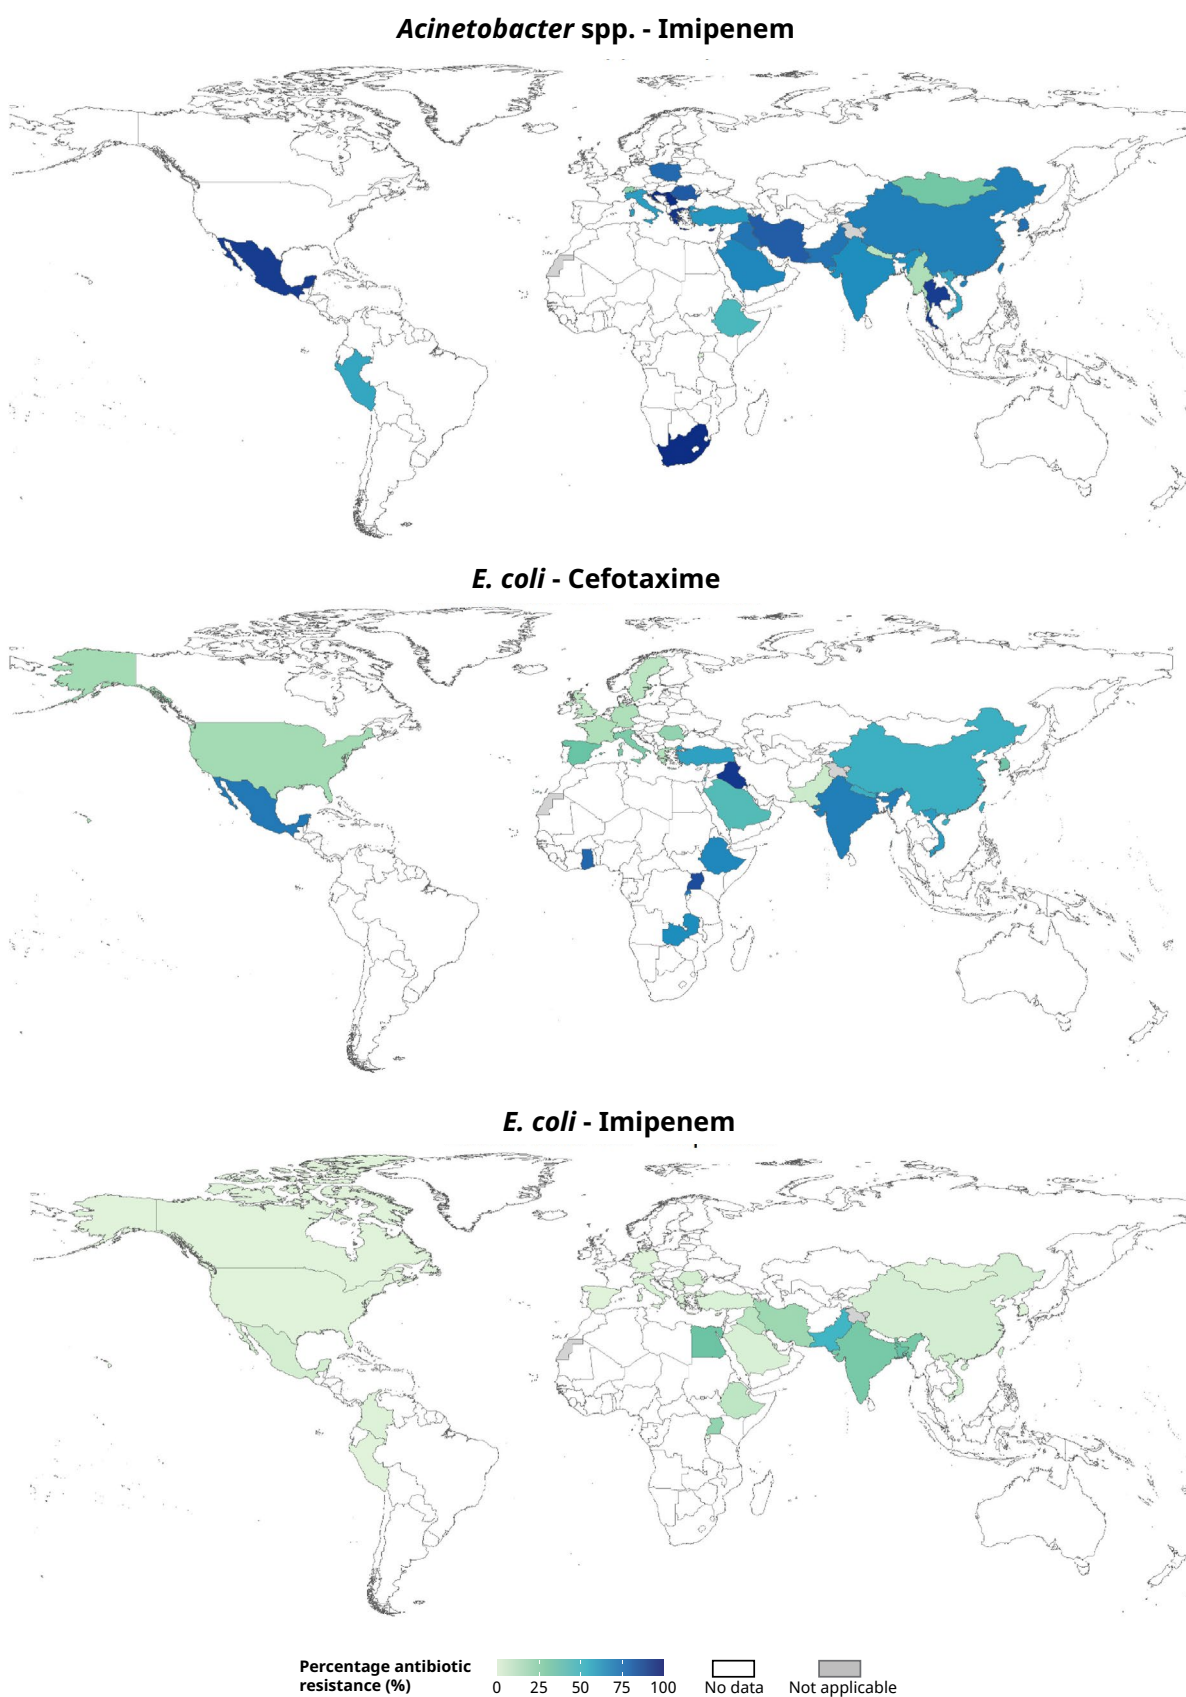 Acinetobacter spp. - Imipenem
E. coli - Cefotaxime
E. coli - Imipenem
Percentage antibiotic
resistance (%)
0 25 50 75 100
No data
Not applicable